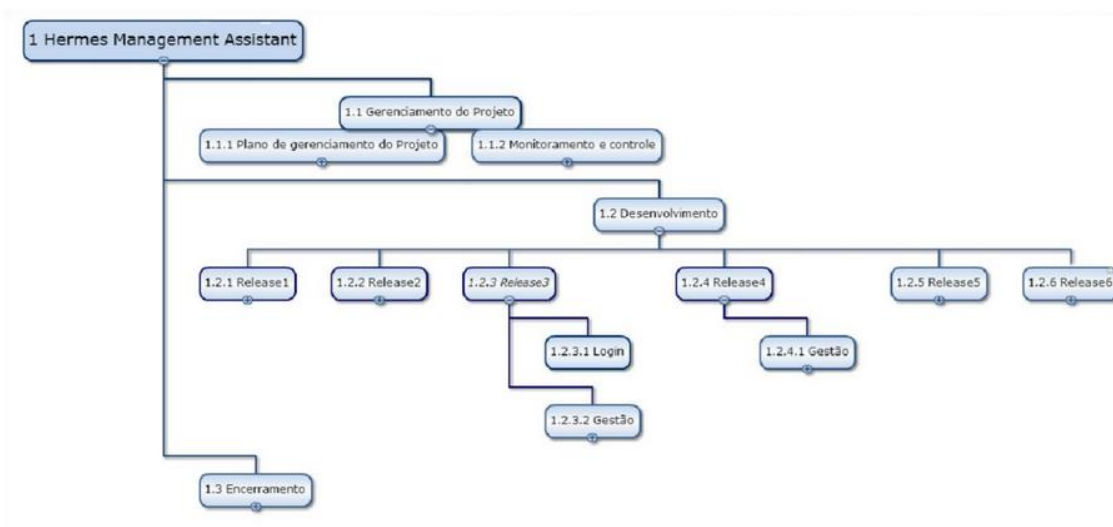 1 Hermes Management Assistant
1.1 Gerenciamento do Projeto
1.1.1 Plano de gerenciamento do Projeto
1.1.2 Monitoramento e controle
1.2 Desenvolvimento
1.2.1 Release1
1.2.2 Release2
1.2.3 Release3
1.2.4 Release4
1.2.5 Release5
1.2.6 Release6
1.2.3.1 Login
1.2.4.1 Gestão
1.2.3.2 Gestão
1.3 Encerramento